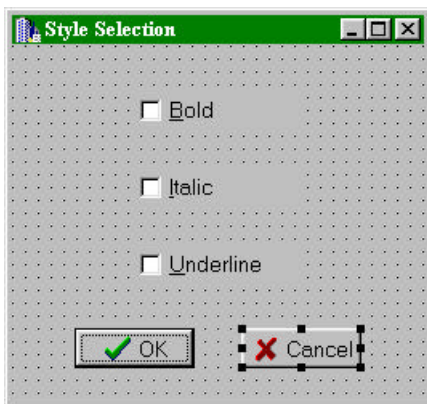 Style Selection
Bold
Italic
Underline
OK
Cancel